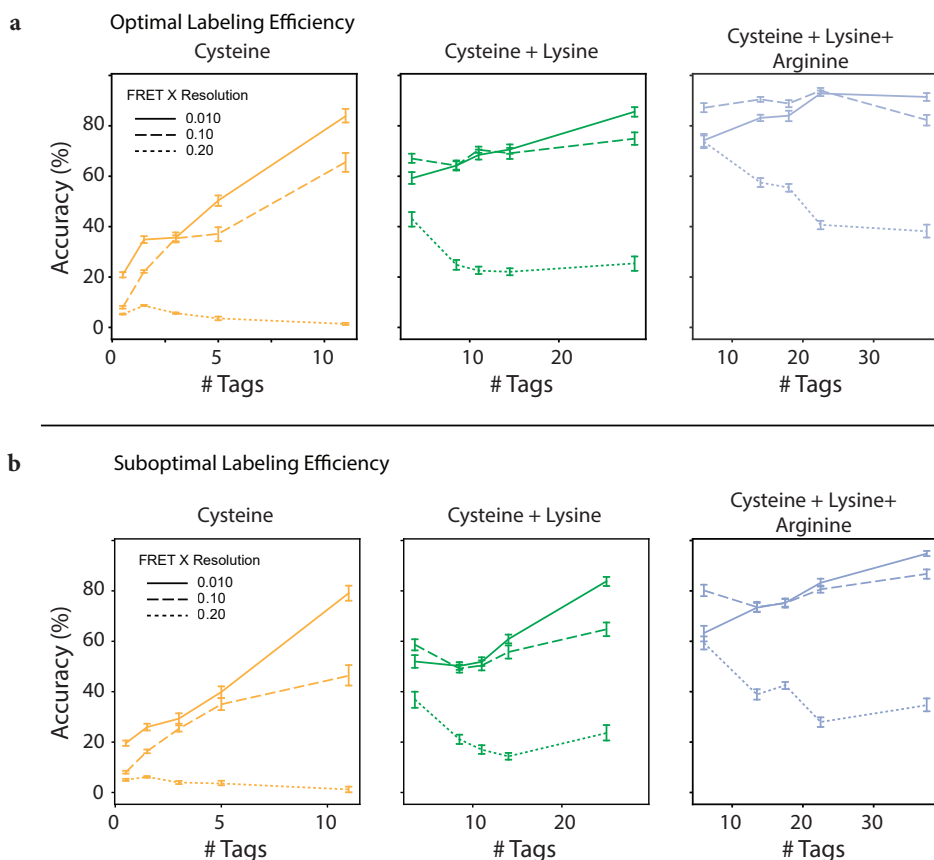 a
Optimal Labeling Efficiency
Cysteine
Cysteine + Lysine
Cysteine + Lysine+
Arginine
FRET X Resolution
0.010
0.10
0.20
Accuracy (%)
80
60
40
20
0
0 5 10
10 20
10 20 30
# Tags
# Tags
# Tags
b
Suboptimal Labeling Efficiency
Cysteine
Cysteine + Lysine
Cysteine + Lysine+
Arginine
FRET X Resolution
0.010
0.10
0.20
Accuracy (%)
80
60
40
20
0
0 5 10
10 20
10 20 30
# Tags
# Tags
# Tags